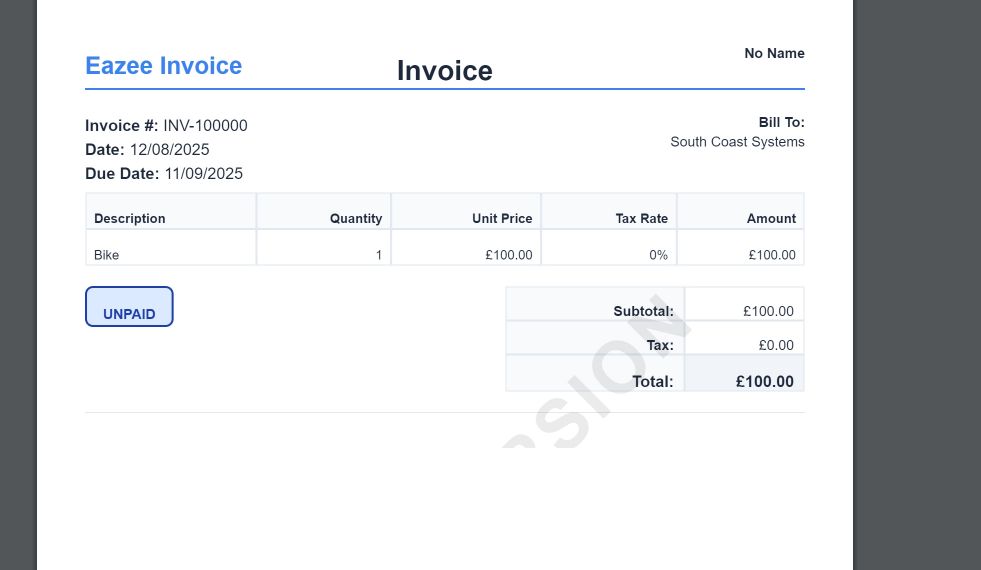 Eazee Invoice
Invoice
No Name
Invoice #: INV-100000
Date: 12/08/2025
Due Date: 11/09/2025
Bill To:
South Coast Systems
Description Quantity Unit Price Tax Rate Amount
Bike 1 £100.00 0% £100.00
UNPAID
Subtotal: £100.00
Tax: £0.00
Total: £100.00
RSION